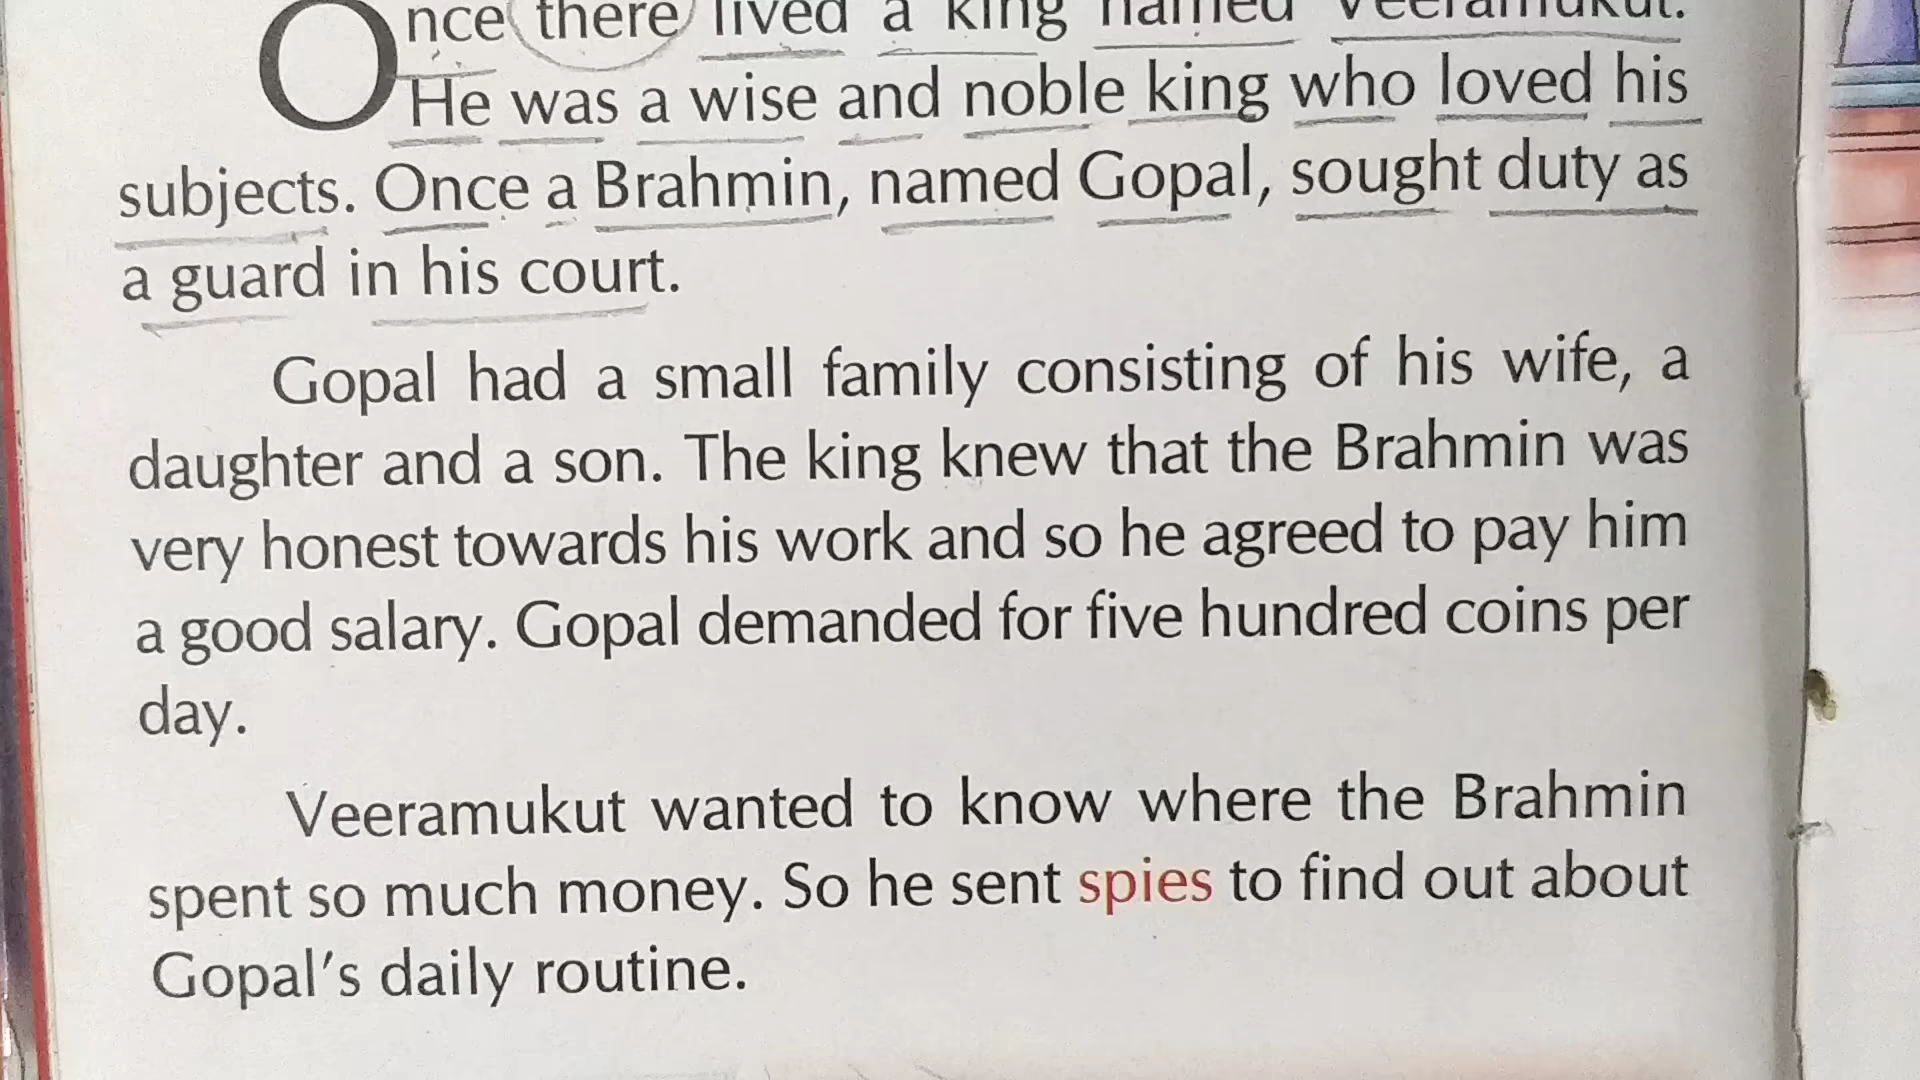 Once there lived a king named Veeramukut.
He was a wise and noble king who loved his
subjects. Once a Brahmin, named Gopal, sought duty as
a guard in his court.
Gopal had a small family consisting of his wife, a
daughter and a son. The king knew that the Brahmin was
very honest towards his work and so he agreed to pay him
a good salary. Gopal demanded for five hundred coins per
day.
Veeramukut wanted to know where the Brahmin
spent so much money. So he sent spies to find out about
Gopal's daily routine.